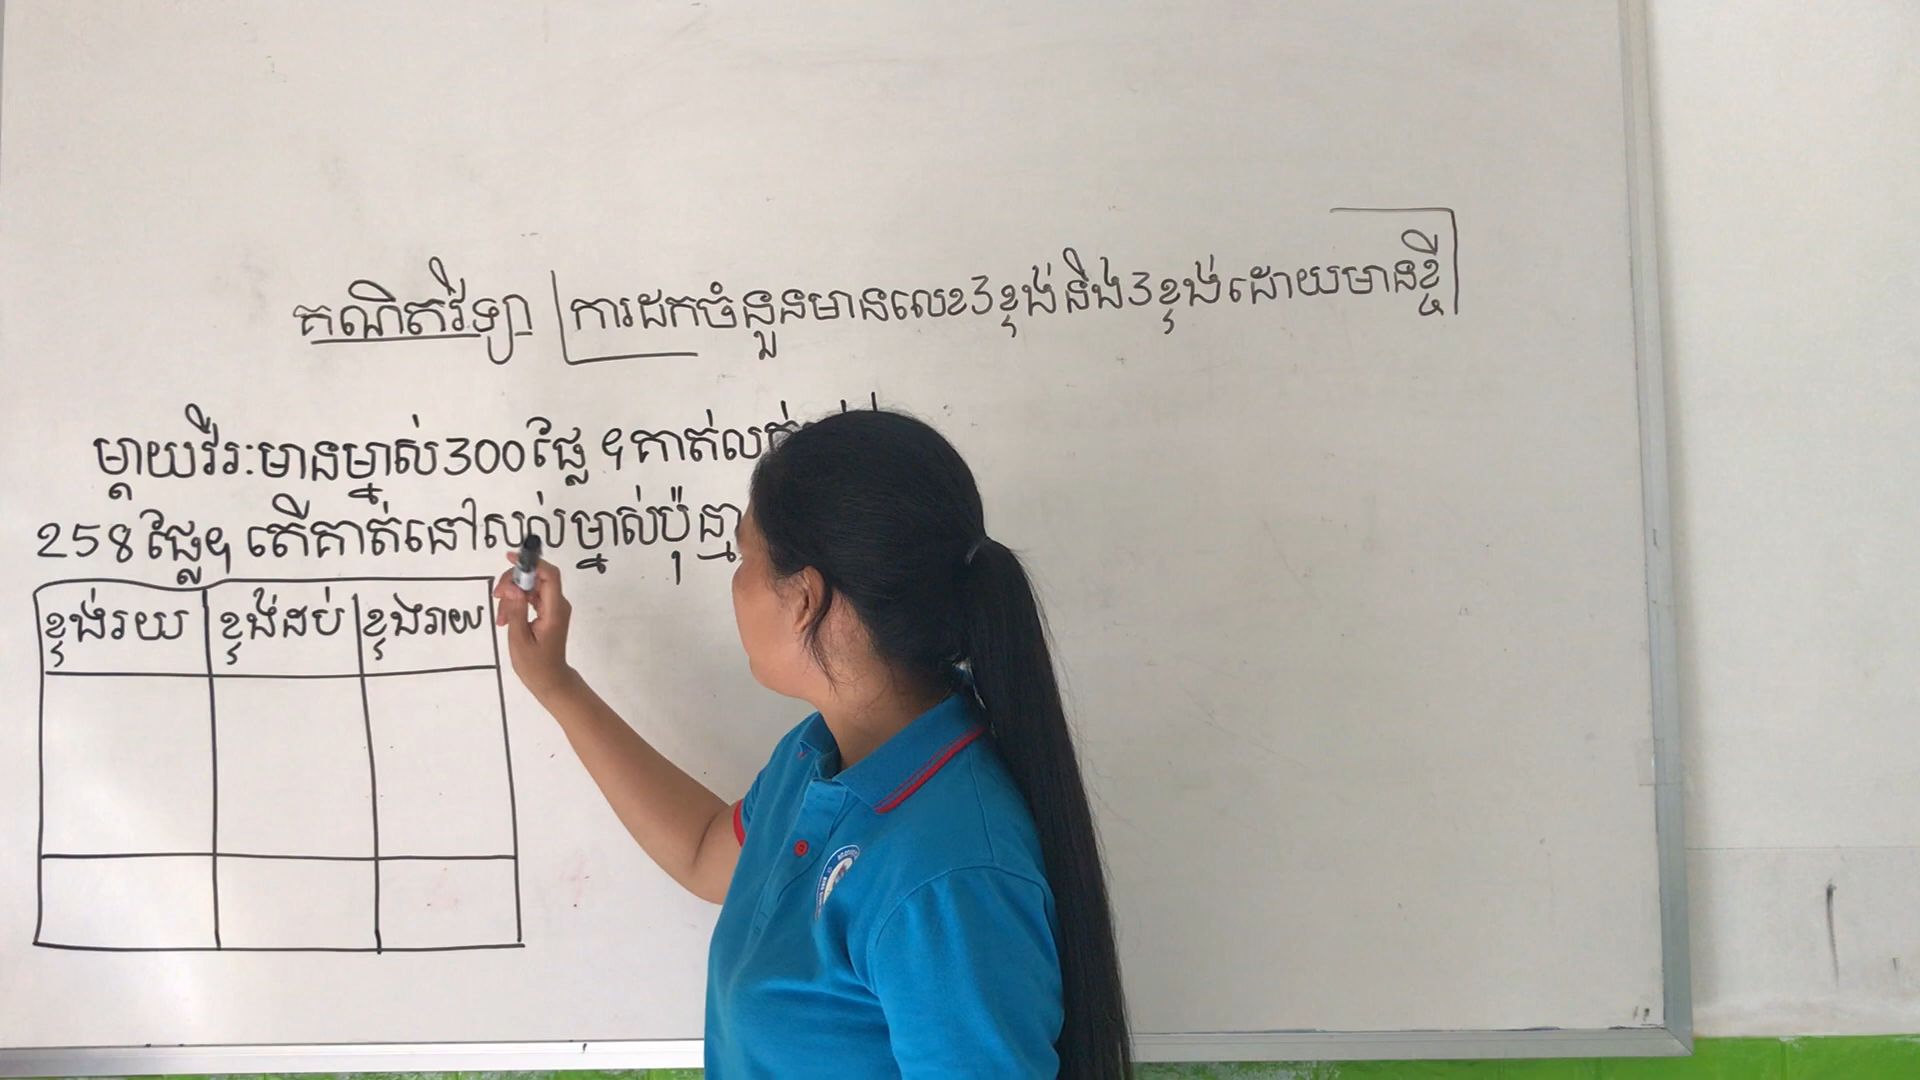 គណិតវិទ្យា ការដកចំនួនមានលេខ3ខ្ទង់នឹង3ខ្ទង់ដោយមានខ្ចី
ម្ដាយវីរៈមានម្នាស់300ផ្លែ ។គាត់លក់
258ផ្លែ។ តើគាត់នៅសល់ម្នាស់ប៉ុន្មា
ខ្ទង់រយ ខ្ទង់ដប់ ខ្ទង់រាយ